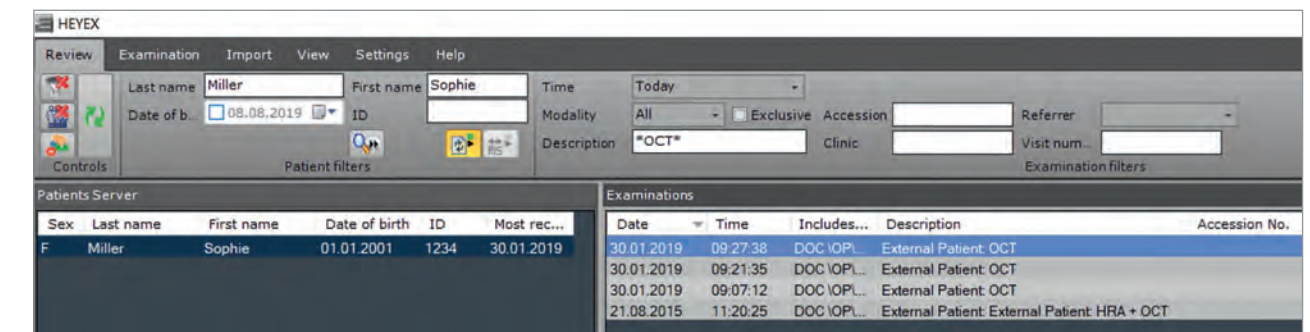 HEYEX
Review Examination Import View Settings Help
Last name Miller First name Sophie Time Today
Date of b... 08.08.2019 ID Modality All Exclusive Accession Referrer
RIS Description *OCT* Clinic Visit num...
Controls Patient filters Examination filters
Patients Server Examinations
Sex Last name First name Date of birth ID Most rec... Date Time Includes... Description Accession No.
F Miller Sophie 01.01.2001 1234 30.01.2019 30.01.2019 09:27:38 DOC \OP\... External Patient: OCT
30.01.2019 09:21:35 DOC \OP\... External Patient: OCT
30.01.2019 09:07:12 DOC \OP\... External Patient: OCT
21.08.2015 11:20:25 DOC \OP\... External Patient: External Patient: HRA + OCT